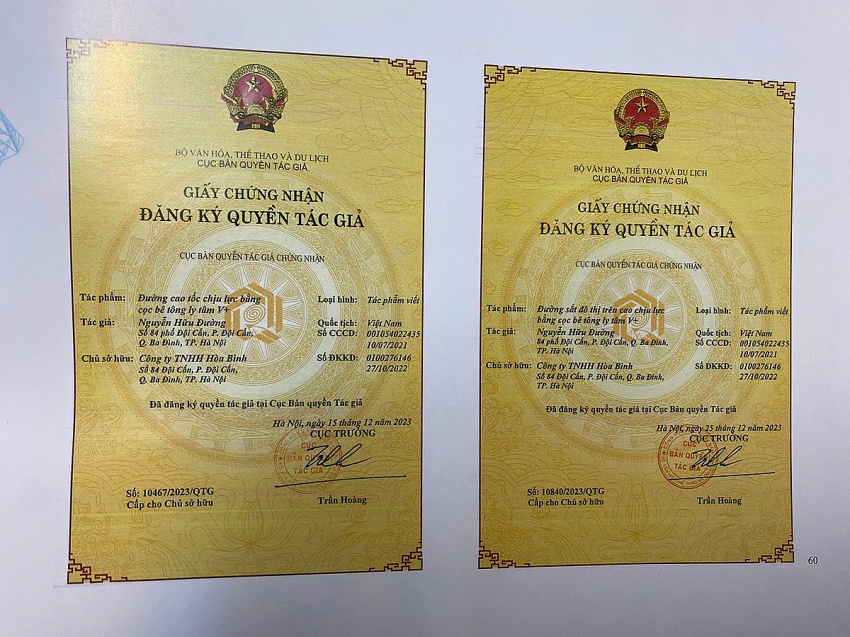 BỘ VĂN HÓA, THỂ THAO VÀ DU LỊCH
CỤC BẢN QUYỀN TÁC GIẢ
GIẤY CHỨNG NHẬN
ĐĂNG KÝ QUYỀN TÁC GIẢ
CỤC BẢN QUYỀN TÁC GIẢ CHỨNG NHẬN
Tác phẩm: Đường cao tốc chịu lực bằng Loại hình: Tác phẩm viết
cọc bê tông ly tâm V+
Tác giả: Nguyễn Hữu Đường Quốc tịch: Việt Nam
Số 84 phố Đội Cấn, P. Đội Cấn, Số CCCD: 001054022435
Q. Ba Đình, TP. Hà Nội 10/07/2021
Chủ sở hữu: Công ty TNHH Hòa Bình Số ĐKKD: 0100276146
Số 84 Đội Cấn, P. Đội Cấn, 27/10/2022
Q. Ba Đình, TP. Hà Nội
Đã đăng ký quyền tác giả tại Cục Bản quyền Tác giả
Hà Nội, ngày 15 tháng 12 năm 2023
CỤC TRƯỞNG
CỤC
BẢN QUYỀN
TÁC GIẢ
Số: 10467/2023/QTG
Cấp cho Chủ sở hữu Trần Hoàng
BỘ VĂN HÓA, THỂ THAO VÀ DU LỊCH
CỤC BẢN QUYỀN TÁC GIẢ
GIẤY CHỨNG NHẬN
ĐĂNG KÝ QUYỀN TÁC GIẢ
CỤC BẢN QUYỀN TÁC GIẢ CHỨNG NHẬN
Tác phẩm: Đường sắt đô thị trên cao chịu lực Loại hình: Tác phẩm viết
bằng cọc bê tông ly tâm V+
Tác giả: Nguyễn Hữu Đường Quốc tịch: Việt Nam
84 phố Đội Cấn, P. Đội Cấn, Q. Ba Đình, Số CCCD: 001054022435
TP. Hà Nội 10/07/2021
Chủ sở hữu: Công ty TNHH Hòa Bình Số ĐKKD: 0100276146
Số 84 Đội Cấn, P. Đội Cấn, Q. Ba Đình, 27/10/2022
TP. Hà Nội
Đã đăng ký quyền tác giả tại Cục Bản quyền Tác giả
Hà Nội, ngày 25 tháng 12 năm 2023
CỤC TRƯỞNG
CỤC
BẢN QUYỀN
TÁC GIẢ
Số: 10840/2023/QTG
Cấp cho Chủ sở hữu Trần Hoàng
60